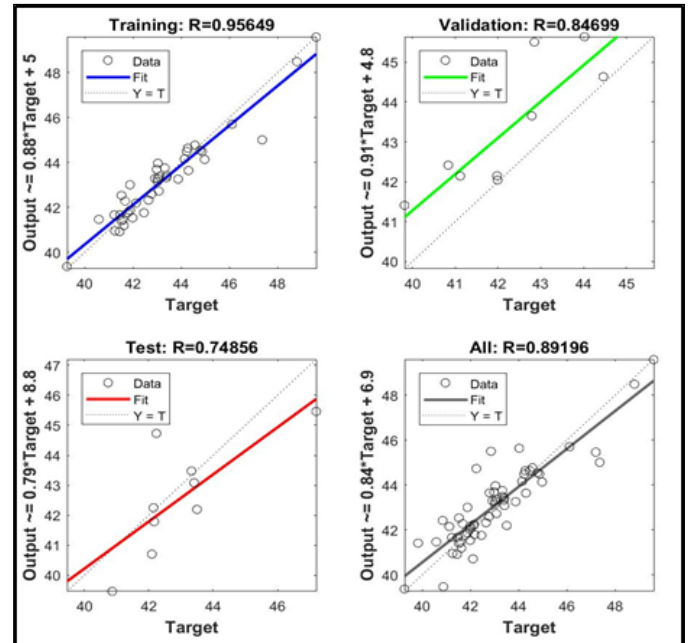 Training: R=0.95649
Output ~= 0.88*Target + 5
Data
Fit
Y = T
48
46
44
42
40
40 42 44 46 48
Target
Validation: R=0.84699
Output ~= 0.91*Target + 4.8
Data
Fit
Y = T
45
44
43
42
41
40
40 41 42 43 44 45
Target
Test: R=0.74856
Output ~= 0.79*Target + 8.8
Data
Fit
Y = T
47
46
45
44
43
42
41
40
40 42 44 46
Target
All: R=0.89196
Output ~= 0.84*Target + 6.9
Data
Fit
Y = T
48
46
44
42
40
40 42 44 46 48
Target